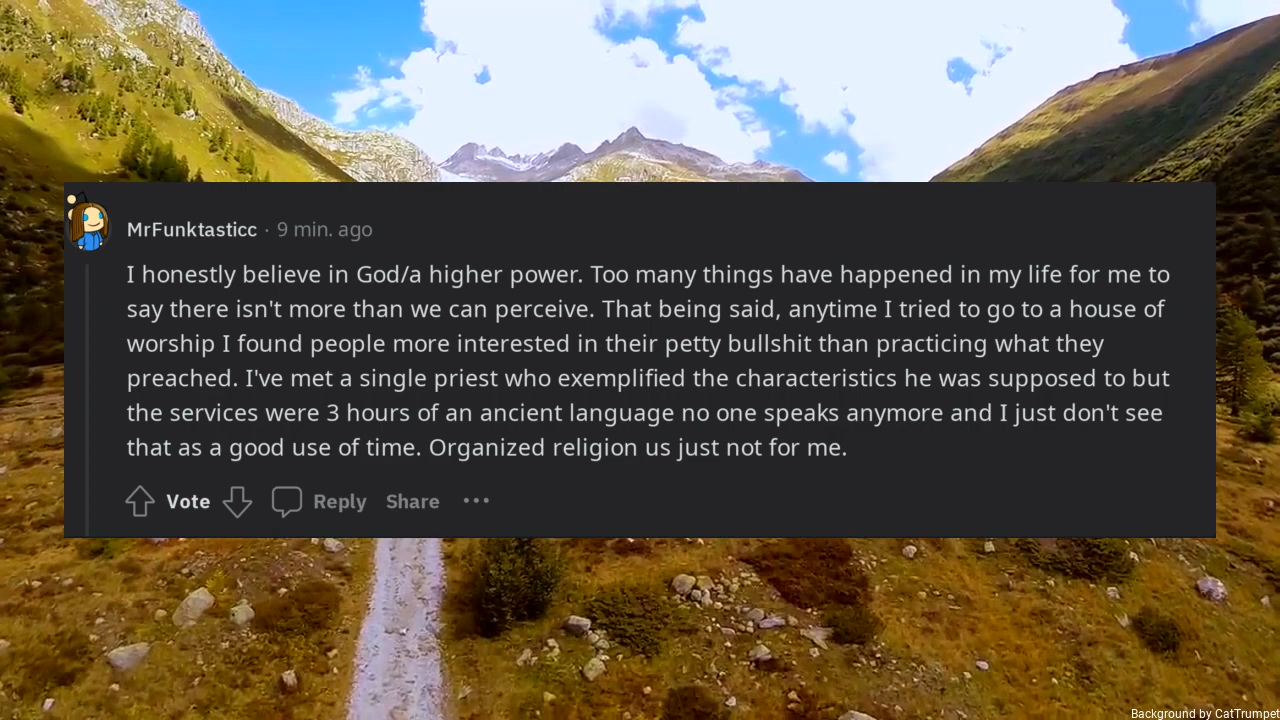 MrFunktasticc · 9 min. ago
I honestly believe in God/a higher power. Too many things have happened in my life for me to
say there isn't more than we can perceive. That being said, anytime I tried to go to a house of
worship I found people more interested in their petty bullshit than practicing what they
preached. I've met a single priest who exemplified the characteristics he was supposed to but
the services were 3 hours of an ancient language no one speaks anymore and I just don't see
that as a good use of time. Organized religion us just not for me.
Vote Reply Share •••
Background by CatTrumpet